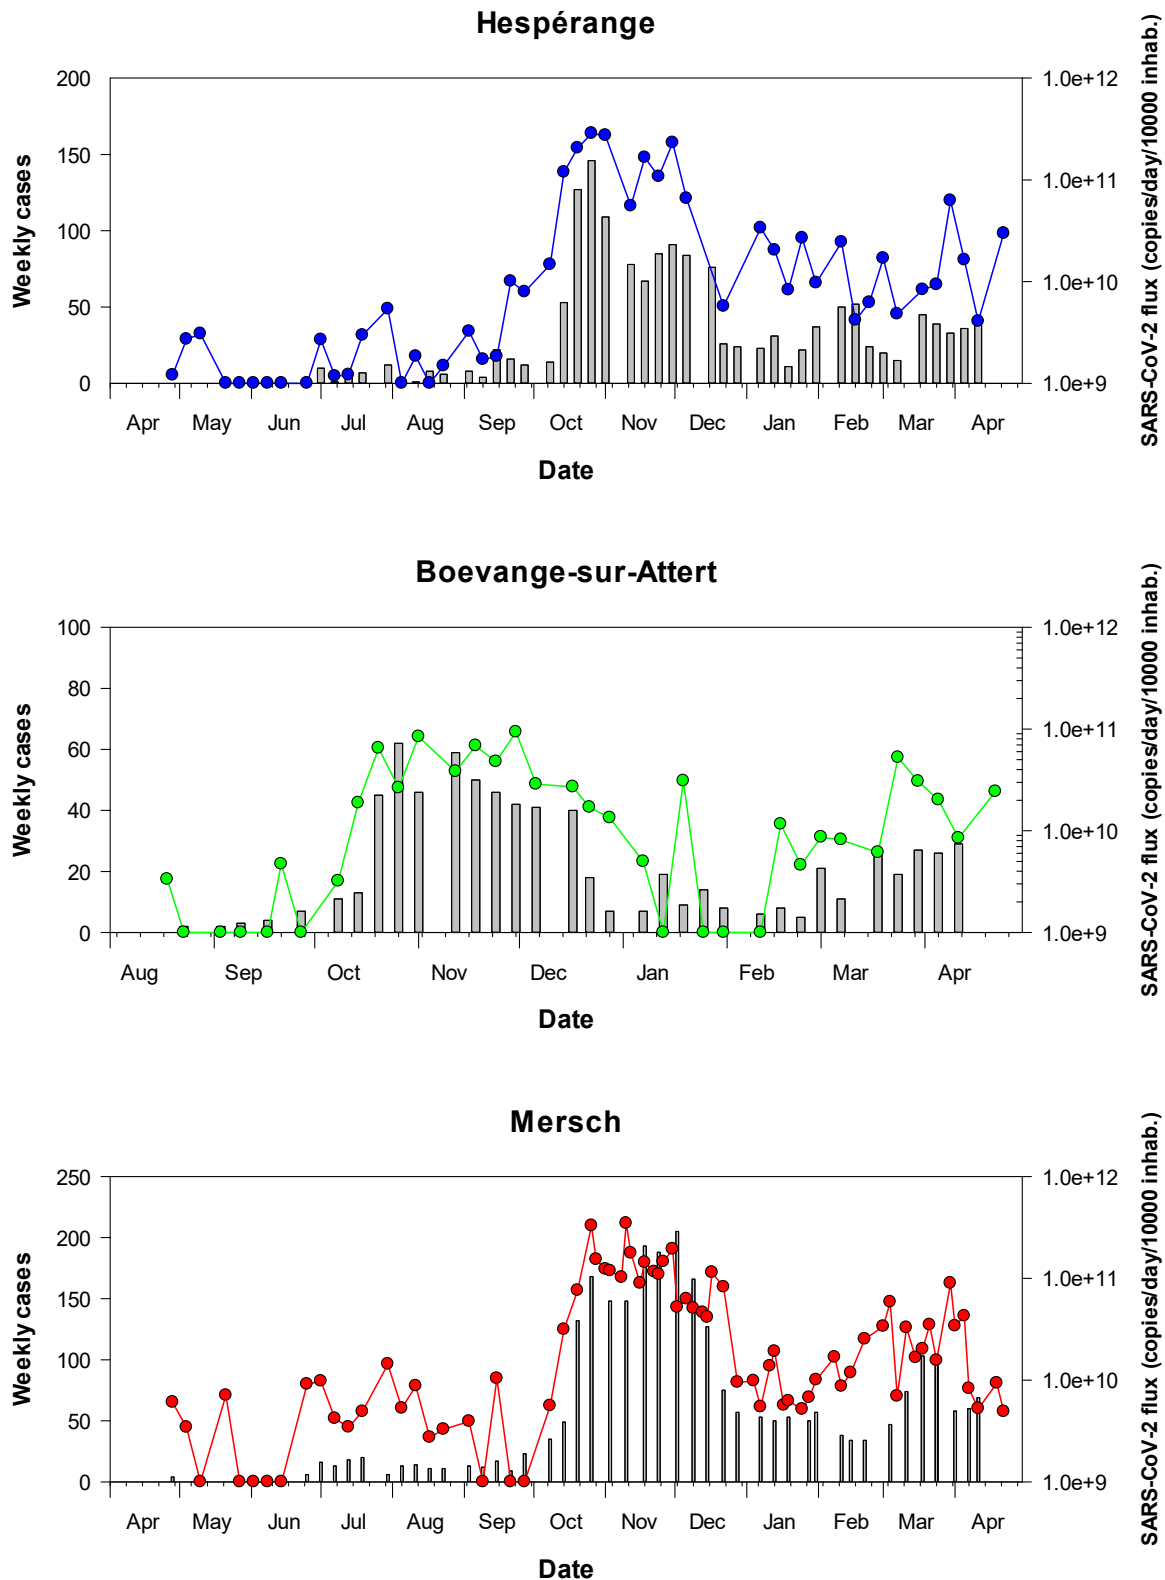 Hespérange
200
150
100
50
0
1.0e+12
1.0e+11
1.0e+10
1.0e+9
Weekly cases
SARS-CoV-2 flux (copies/day/10000 inhab.)
Apr May Jun Jul Aug Sep Oct Nov Dec Jan Feb Mar Apr
Date
Boevange-sur-Attert
100
80
60
40
20
0
1.0e+12
1.0e+11
1.0e+10
1.0e+9
Weekly cases
SARS-CoV-2 flux (copies/day/10000 inhab.)
Aug Sep Oct Nov Dec Jan Feb Mar Apr
Date
Mersch
250
200
150
100
50
0
1.0e+12
1.0e+11
1.0e+10
1.0e+9
Weekly cases
SARS-CoV-2 flux (copies/day/10000 inhab.)
Apr May Jun Jul Aug Sep Oct Nov Dec Jan Feb Mar Apr
Date